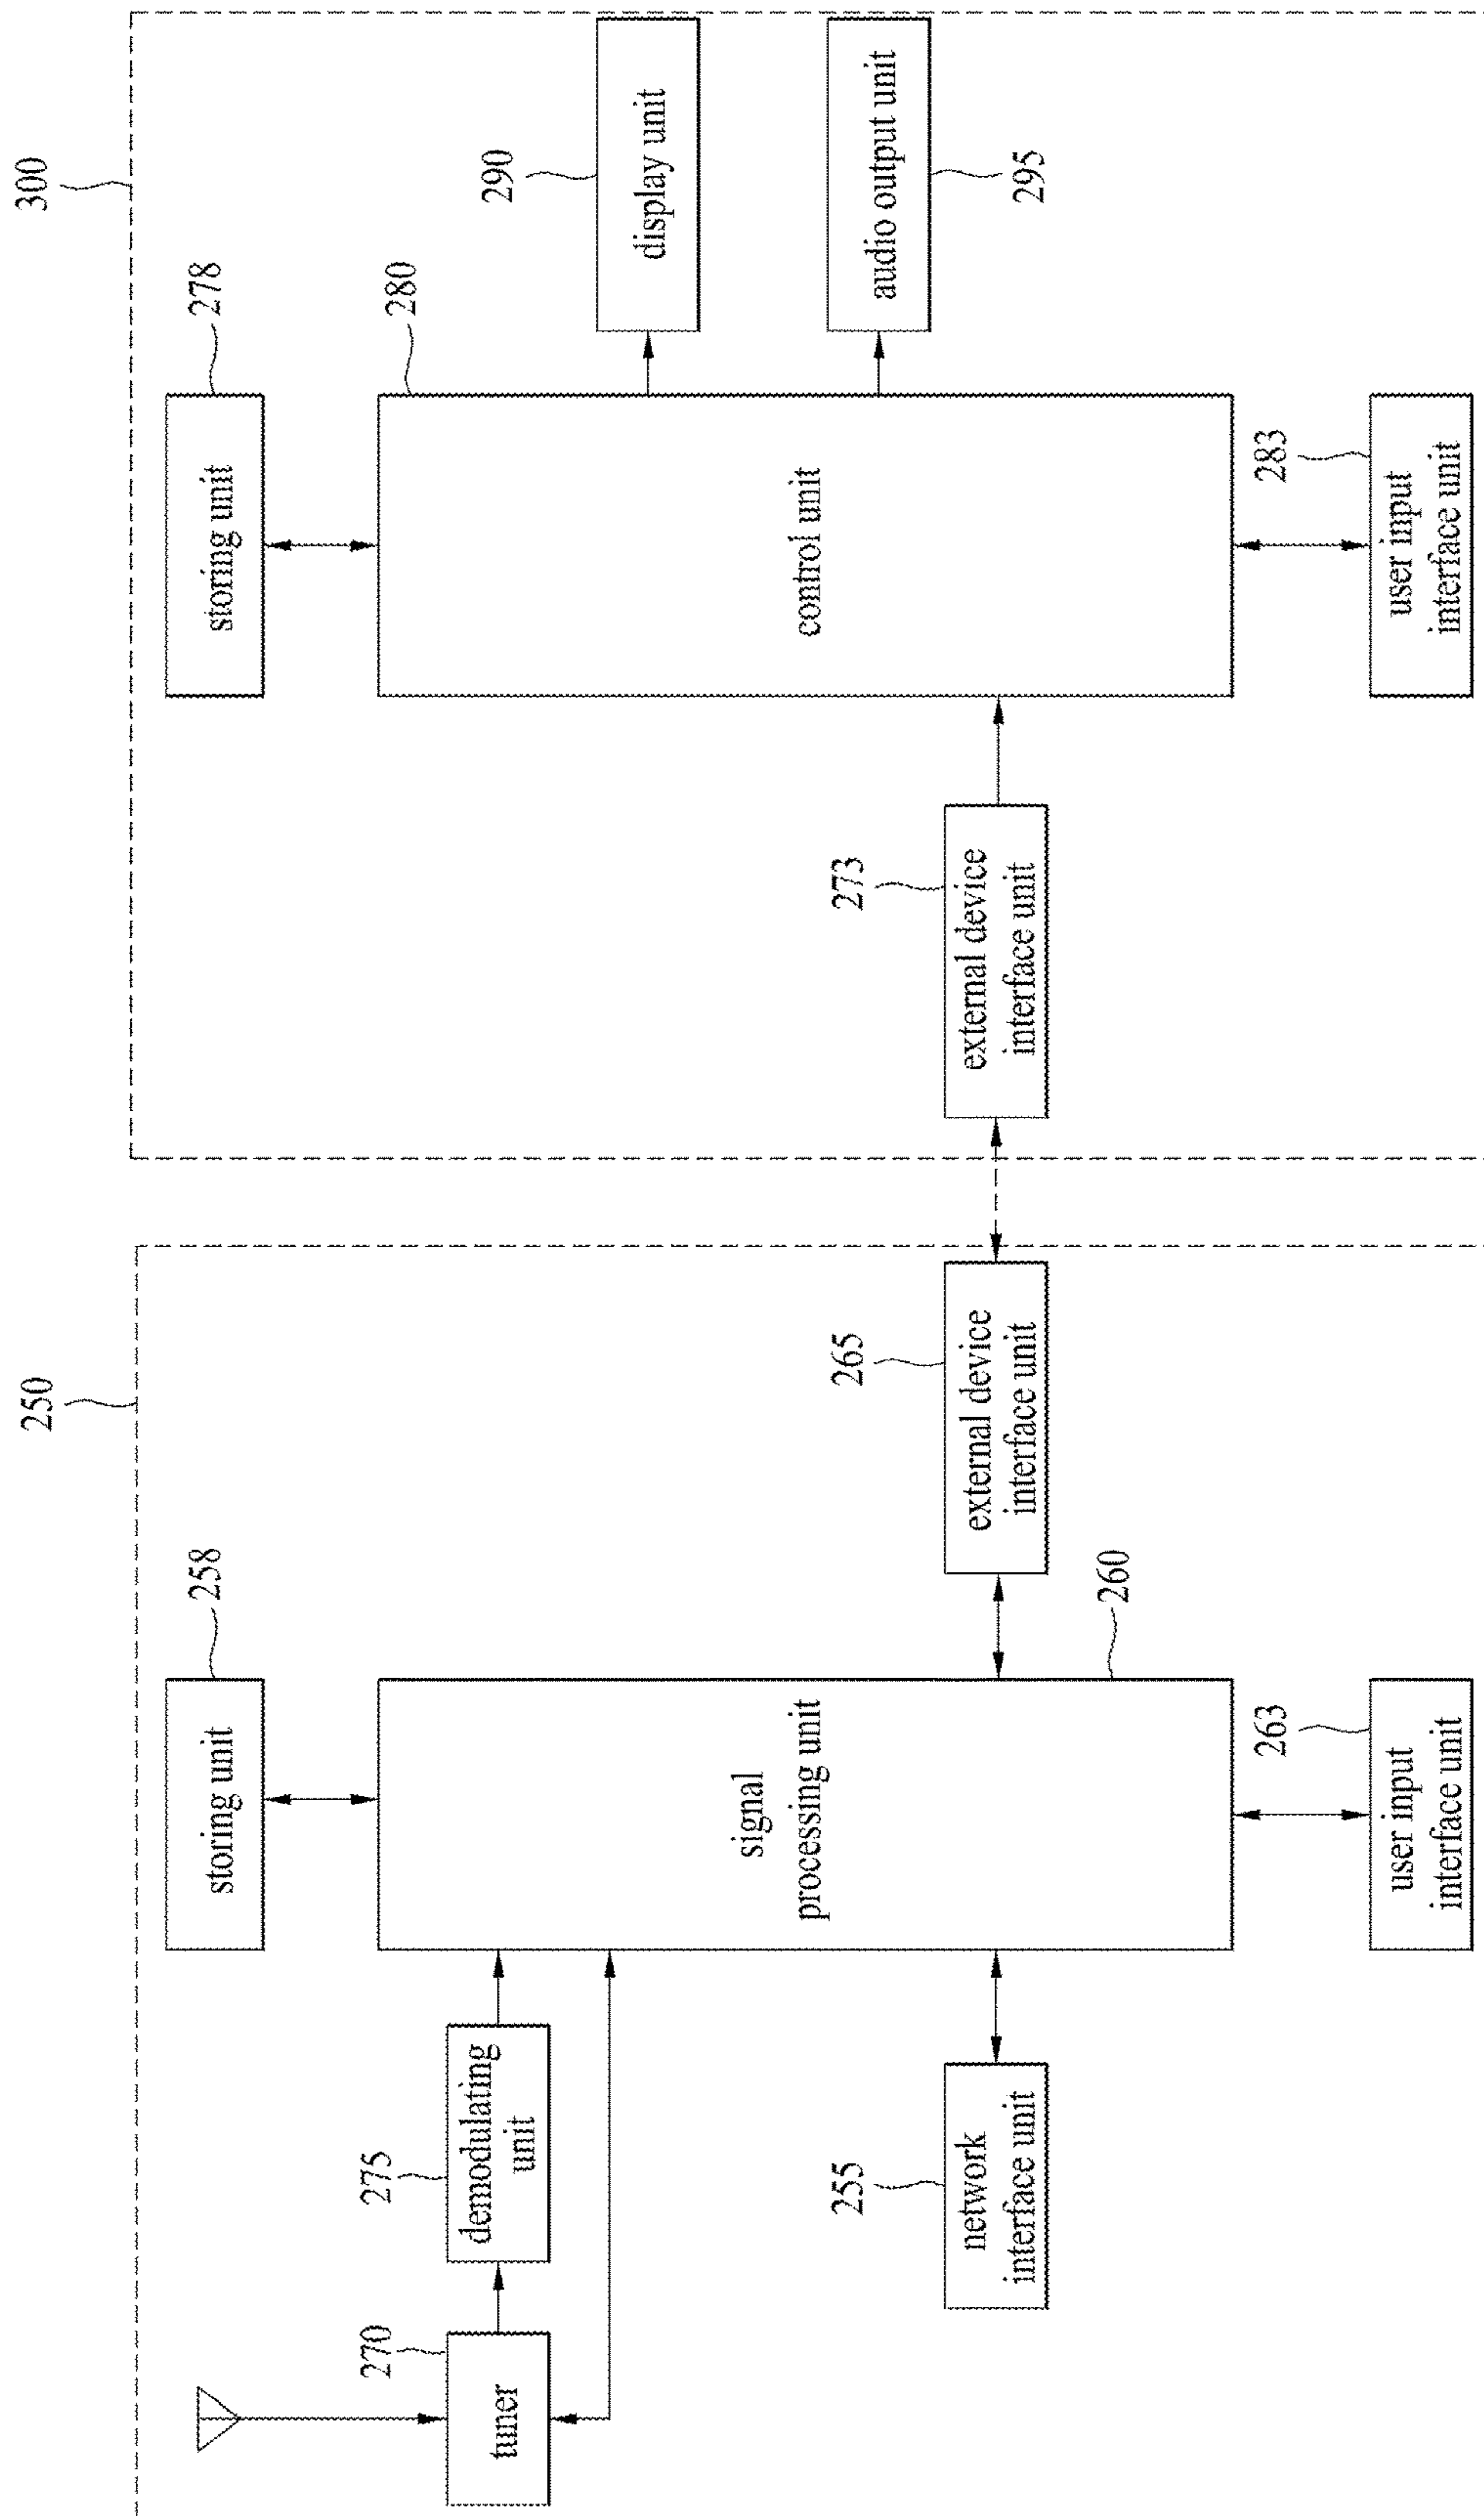 250
270
tuner
275
demodulating
unit
258
storing unit
signal
processing unit
260
255
network
interface unit
265
external device
interface unit
263
user input
interface unit
300
278
storing unit
280
control unit
290
display unit
audio output unit
295
273
external device
interface unit
283
user input
interface unit